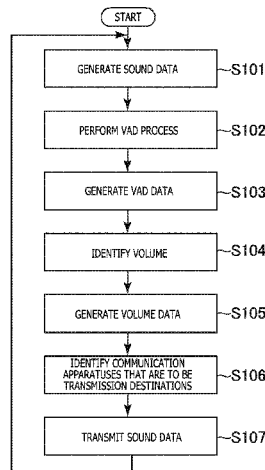 START
GENERATE SOUND DATA
S101
PERFORM VAD PROCESS
S102
GENERATE VAD DATA
S103
IDENTIFY VOLUME
S104
GENERATE VOLUME DATA
S105
IDENTIFY COMMUNICATION
APPARATUSES THAT ARE TO BE
TRANSMISSION DESTINATIONS
S106
TRANSMIT SOUND DATA
S107